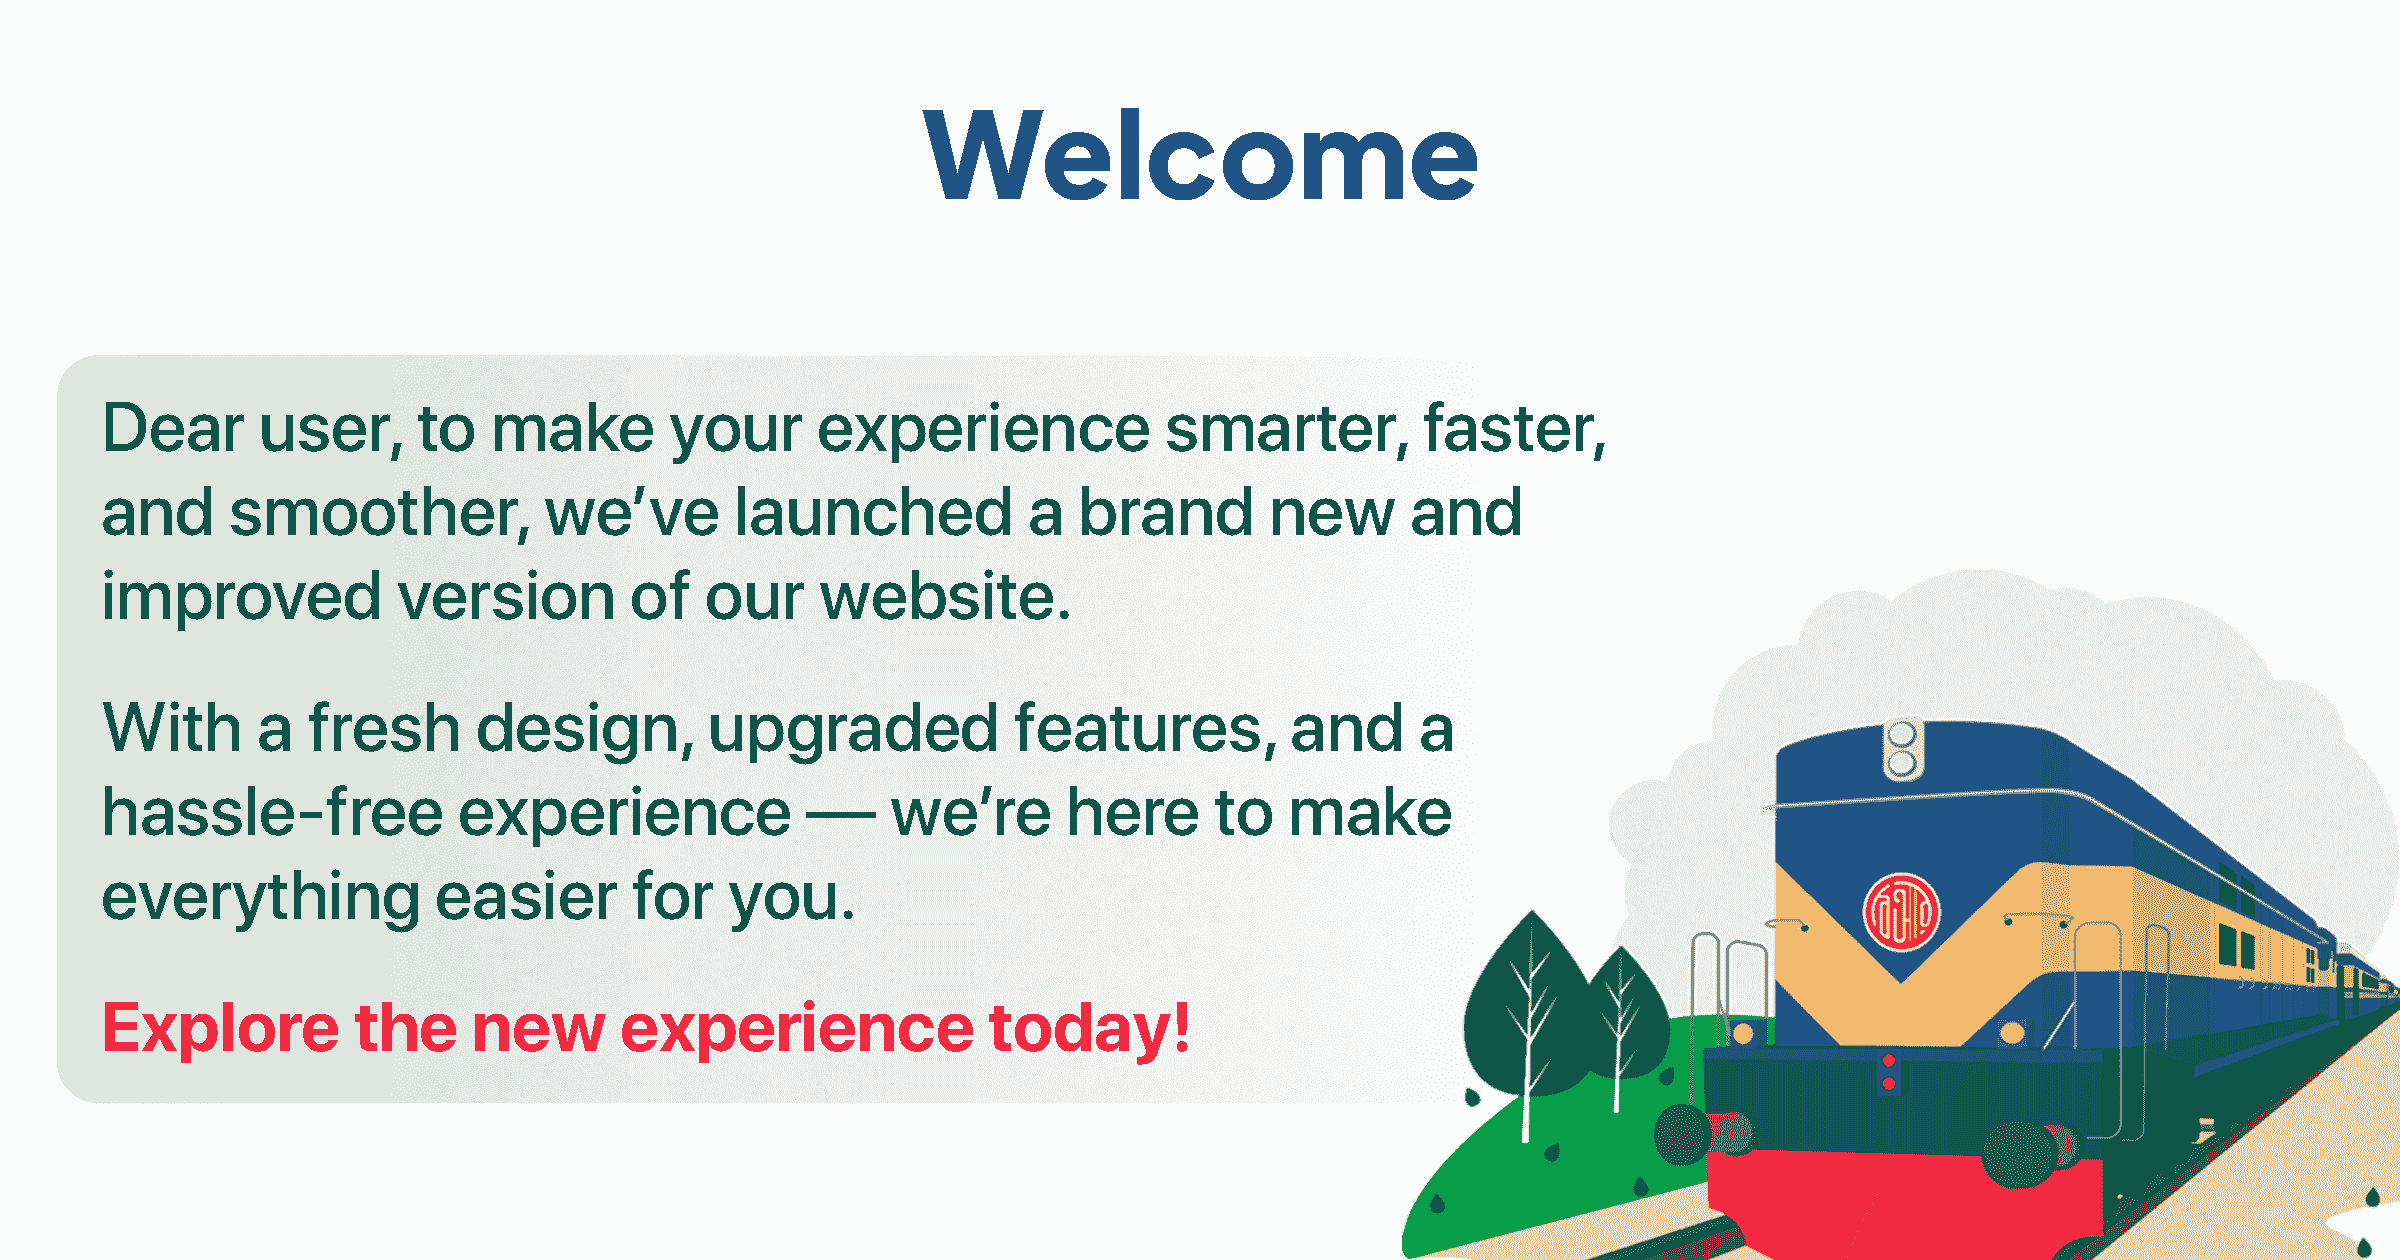 Welcome
Dear user, to make your experience smarter, faster,
and smoother, we’ve launched a brand new and
improved version of our website.
With a fresh design, upgraded features, and a
hassle-free experience — we’re here to make
everything easier for you.
Explore the new experience today!